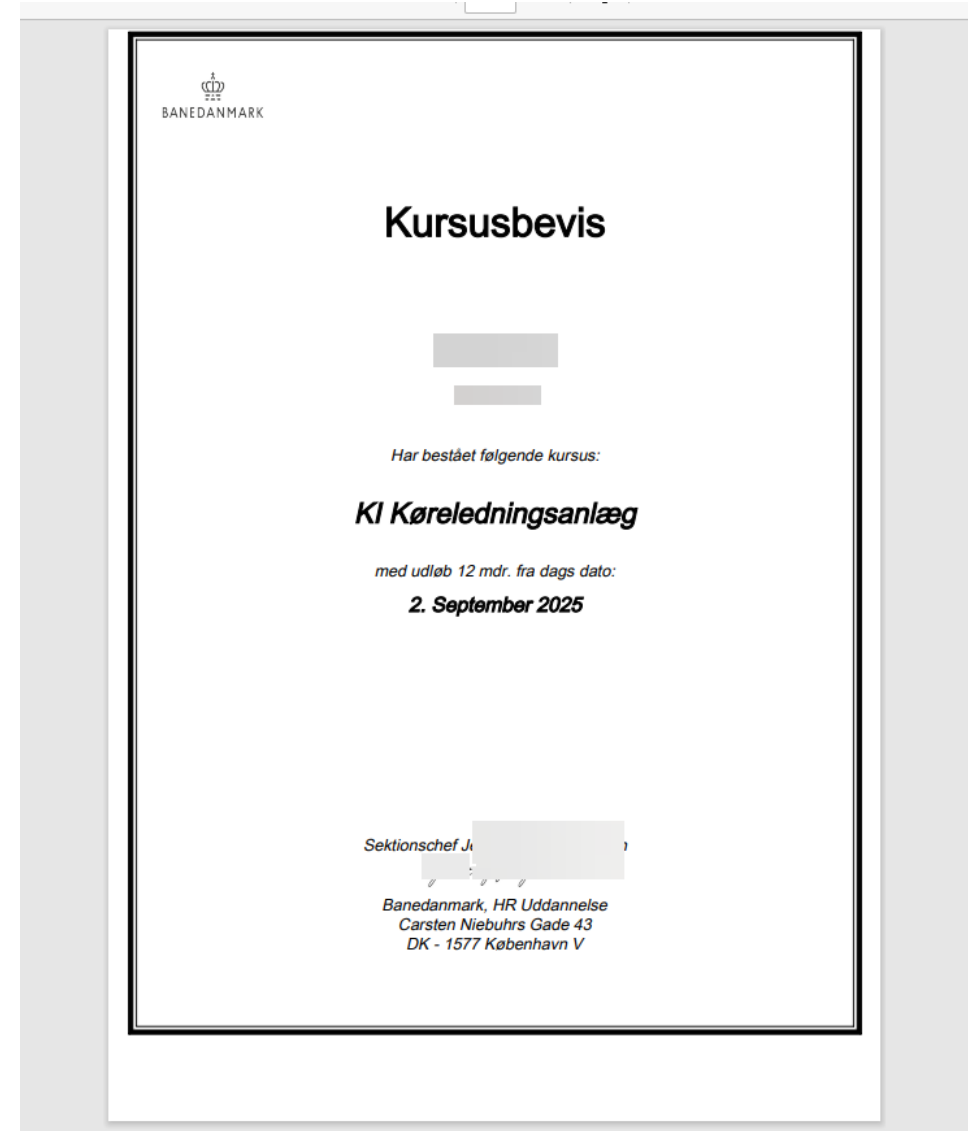 BANEDANMARK
Kursusbevis
Har bestået følgende kursus:
KI Køreledningsanlæg
med udløb 12 mdr. fra dags dato:
2. September 2025
Sektionschef
Banedanmark, HR Uddannelse
Carsten Niebuhrs Gade 43
DK - 1577 København V